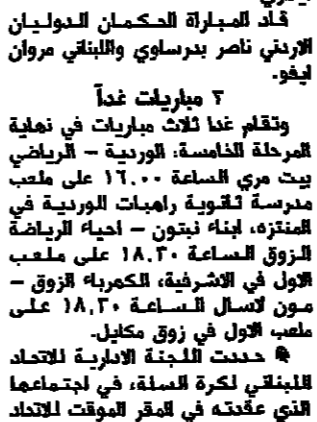 قاد المباراة الحكمان الدوليان
الاردني ناصر بدرساوي واللبناني مروان
ايغو.
٣ مباريات غداً
وتقام غدا ثلاث مباريات في نهاية
المرحلة الخامسة: الوردية – الرياضي
بيت مري الساعة ١٦،٠٠ على ملعب
مدرسة ثانوية راهبات الوردية في
المنتزه، ابناء نبتون – احياء الرياضة
الزوق الساعة ١٨،٣٠ على ملعب
الاول في الاشرفية، الكهرباء الزوق –
مون لاسال الساعة ١٨،٣٠ على
ملعب الاول في زوق مكايل.
حددت اللجنة الادارية للاتحاد
اللبناني لكرة السلة، في اجتماعها
الذي عقدته في المقر الموقت للاتحاد